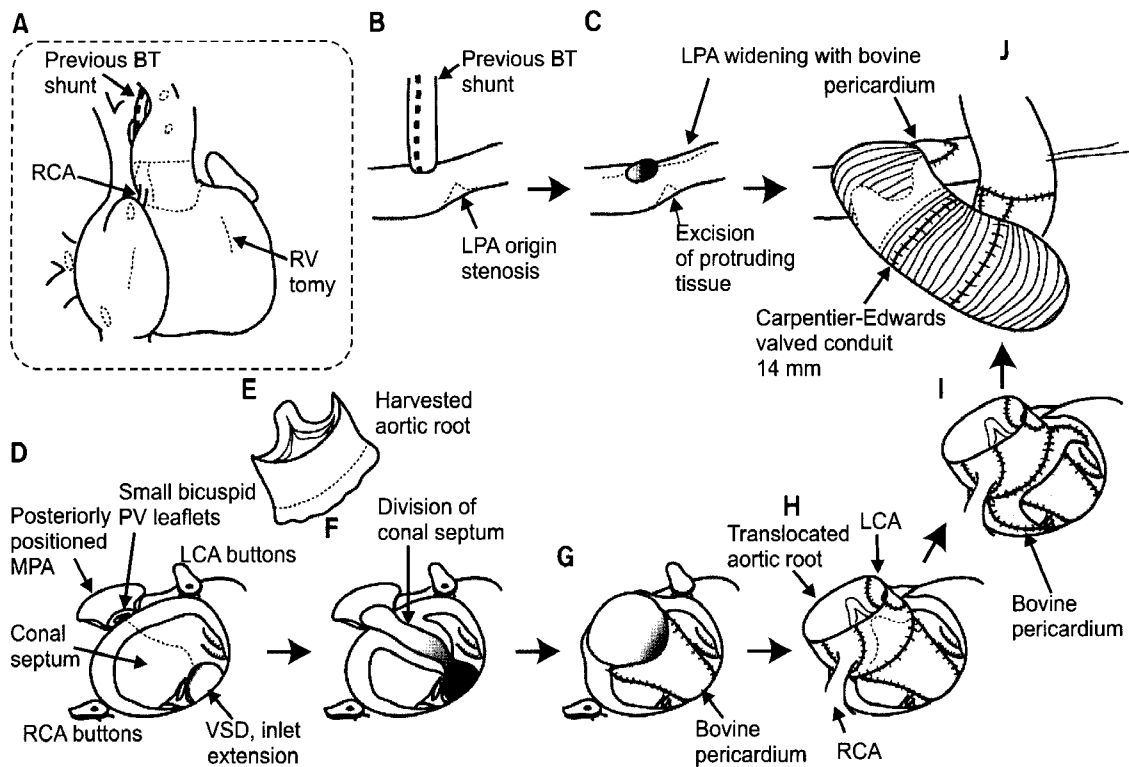 A
Previous BT
shunt
RCA
RV
tomy
B
Previous BT
shunt
LPA origin
stenosis
C
LPA widening with bovine
pericardium
Excision
of protruding
tissue
J
Carpentier-Edwards
valved conduit
14 mm
E
Harvested
aortic root
D
Small bicuspid
PV leaflets
Posteriorly
positioned
MPA
LCA buttons
Conal
septum
RCA buttons
VSD, inlet
extension
F
Division of
conal septum
G
Bovine
pericardium
H
LCA
Translocated
aortic root
RCA
I
Bovine
pericardium